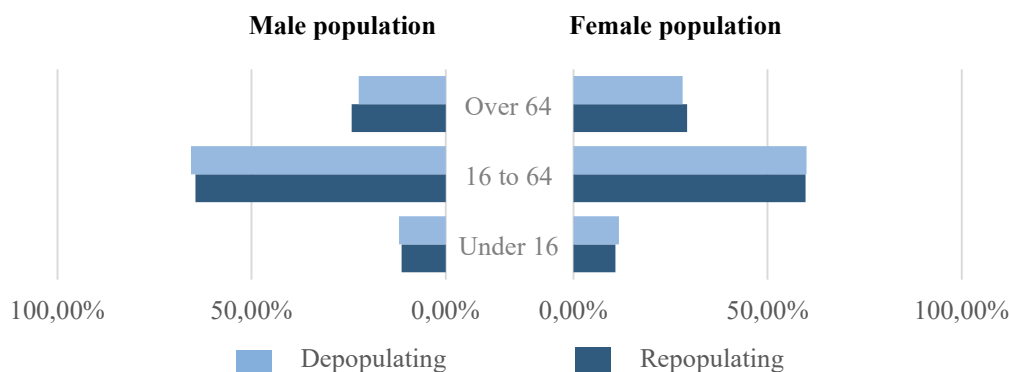 Male population Female population
Over 64
16 to 64
Under 16
100,00% 50,00% 0,00% 0,00% 50,00% 100,00%
Depopulating Repopulating